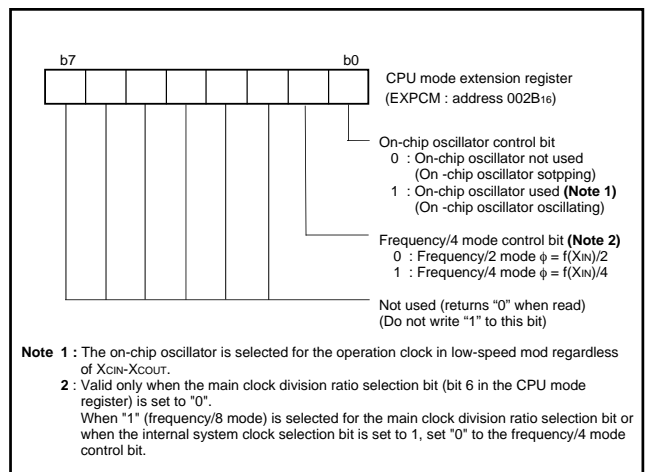 b7 b0
CPU mode extension register
(EXPCM : address 002B16)
On-chip oscillator control bit
0 : On-chip oscillator not used
(On -chip oscillator sotpping)
1 : On-chip oscillator used (Note 1)
(On -chip oscillator oscillating)
Frequency/4 mode control bit (Note 2)
0 : Frequency/2 mode φ = f(XIN)/2
1 : Frequency/4 mode φ = f(XIN)/4
Not used (returns “0” when read)
(Do not write “1” to this bit)
Note 1 : The on-chip oscillator is selected for the operation clock in low-speed mod regardless
of XCIN-XCOUT.
2 : Valid only when the main clock division ratio selection bit (bit 6 in the CPU mode
register) is set to "0".
When "1" (frequency/8 mode) is selected for the main clock division ratio selection bit or
when the internal system clock selection bit is set to 1, set "0" to the frequency/4 mode
control bit.